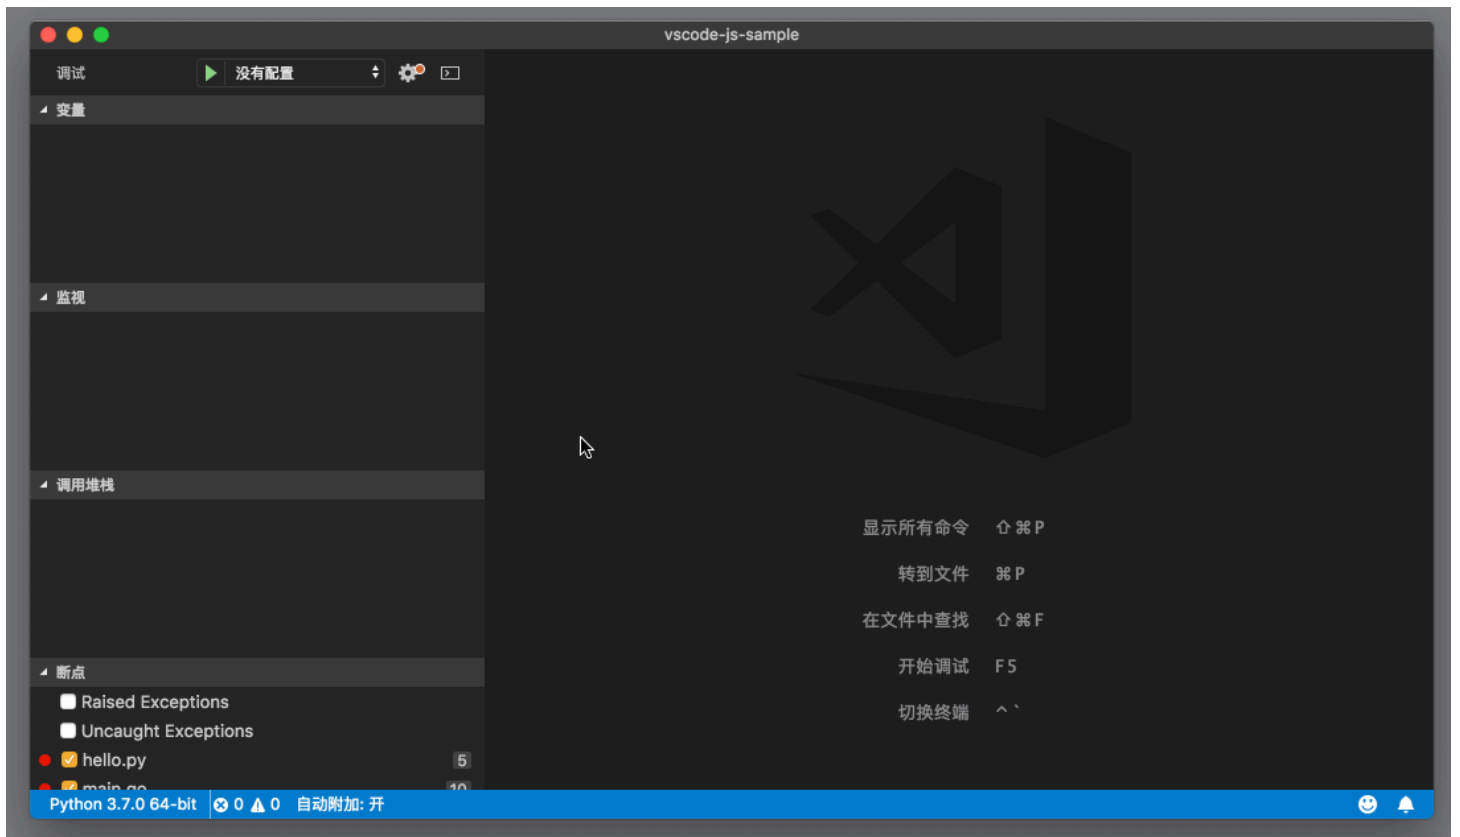 vscode-js-sample
调试 没有配置
变量
监视
调用堆栈
断点
Raised Exceptions
Uncaught Exceptions
hello.py 5
main.go 10
显示所有命令 ⇧⌘P
转到文件 ⌘P
在文件中查找 ⇧⌘F
开始调试 F5
切换终端 ^`
Python 3.7.0 64-bit 0 0 自动附加: 开